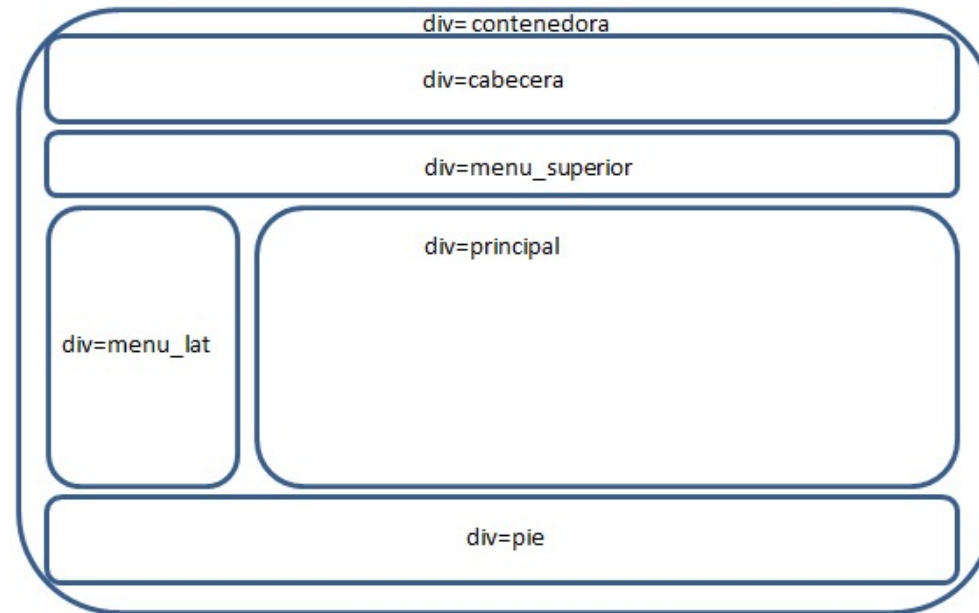 div= contenedora
div=cabecera
div=menu_superior
div=principal
div=menu_lat
div=pie